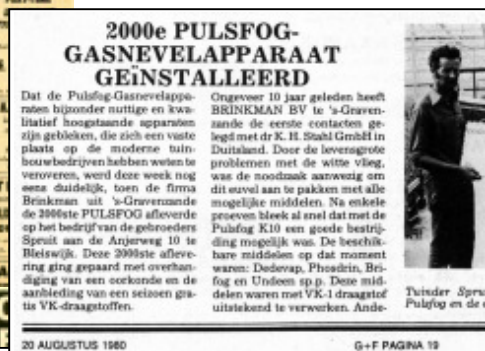 2000e PULSFOG-
GASNEVELAPPARAAT
GEïNSTALLEERD
Dat de Pulsfog-Gasnevelappa-
raten bijzonder nuttige en kwa-
litatief hoogstaande apparaten
zijn gebleken, die zich een vaste
plaats op de moderne tuin-
bouwbedrijven hebben weten te
veroveren, werd deze week nog
eens duidelijk, toen de firma
Brinkman uit 's-Gravenzande
de 2000ste PULSFOG afleverde
op het bedrijf van de gebroeders
Spruit aan de Anjerweg 10 te
Bleiswijk. Deze 2000ste afleve-
ring ging gepaard met overhan-
diging van een oorkonde en de
aanbieding van een seizoen gra-
tis VK-draagstoffen.
Ongeveer 10 jaar geleden heeft
BRINKMAN BV te 's-Graven-
zande de eerste contacten ge-
legd met dr K. H. Stahl GmbH in
Duitsland. Door de levensgrote
problemen met de witte vlieg,
was de noodzaak aanwezig om
dit euvel aan te pakken met alle
mogelijke middelen. Na enkele
proeven bleek al snel dat met de
Pulsfog K10 een goede bestrij-
ding mogelijk was. De beschik-
bare middelen op dat moment
waren: Dedevap, Phosdrin, Bri-
fog en Undeen sp.p. Deze mid-
delen waren met VK-1 draagstof
uitstekend te verwerken. Ande-
Tuinder Spru
Pulsfog en de
20 AUGUSTUS 1980
G+F PAGINA 19